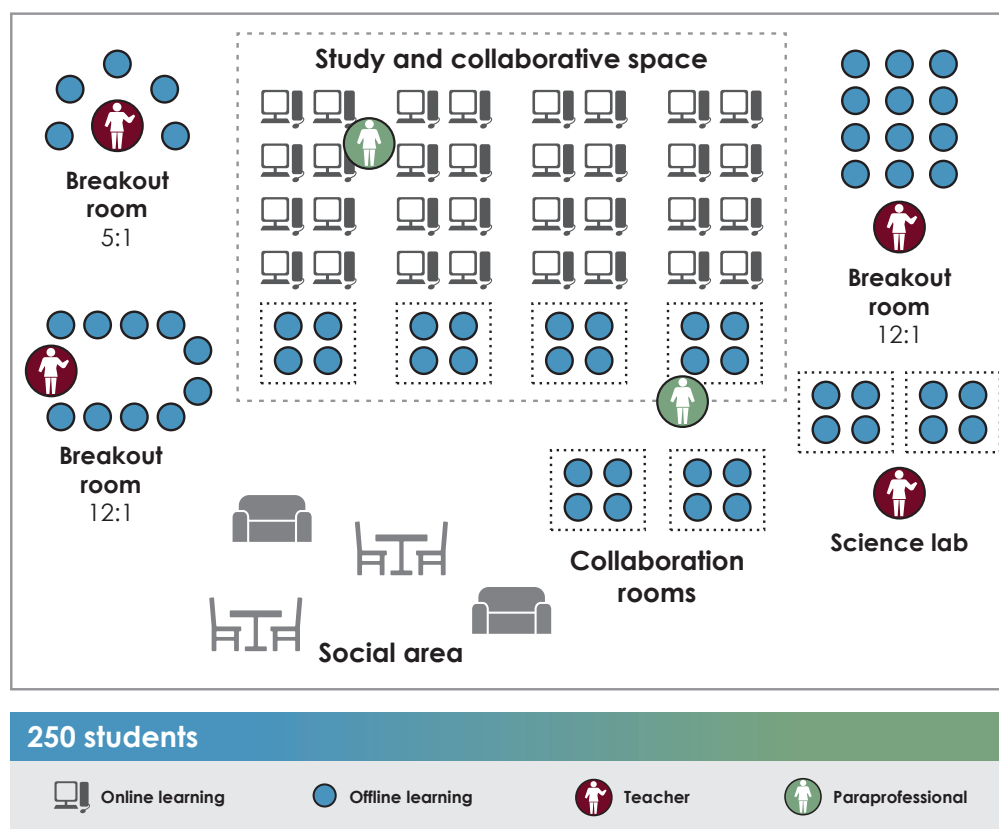 Study and collaborative space
Breakout
room
5:1
Breakout
room
12:1
Breakout
room
12:1
Science lab
Collaboration
rooms
Social area
250 students
Online learning
Offline learning
Teacher
Paraprofessional